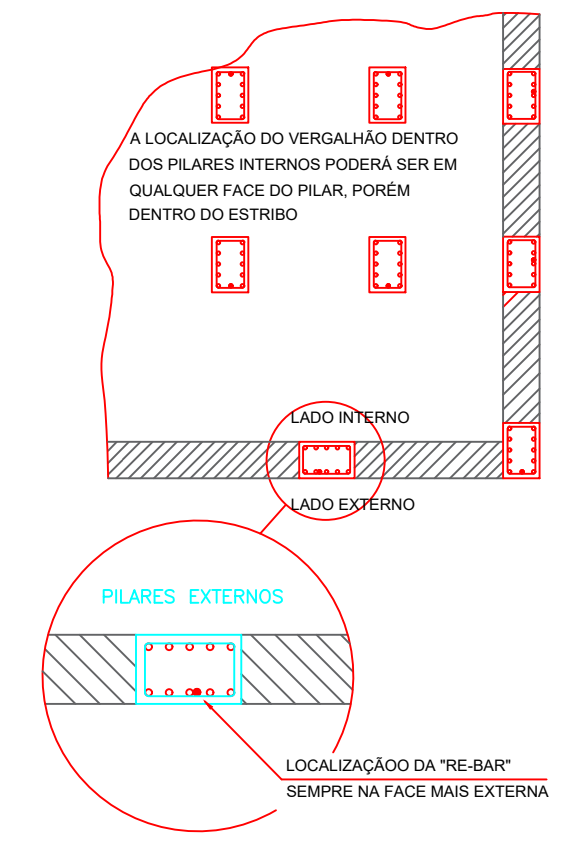 A LOCALIZAÇÃO DO VERGALHÃO DENTRO
DOS PILARES INTERNOS PODERÁ SER EM
QUALQUER FACE DO PILAR, PORÉM
DENTRO DO ESTRIBO
LADO INTERNO
LADO EXTERNO
PILARES EXTERNOS
LOCALIZAÇÃOO DA "RE-BAR"
SEMPRE NA FACE MAIS EXTERNA